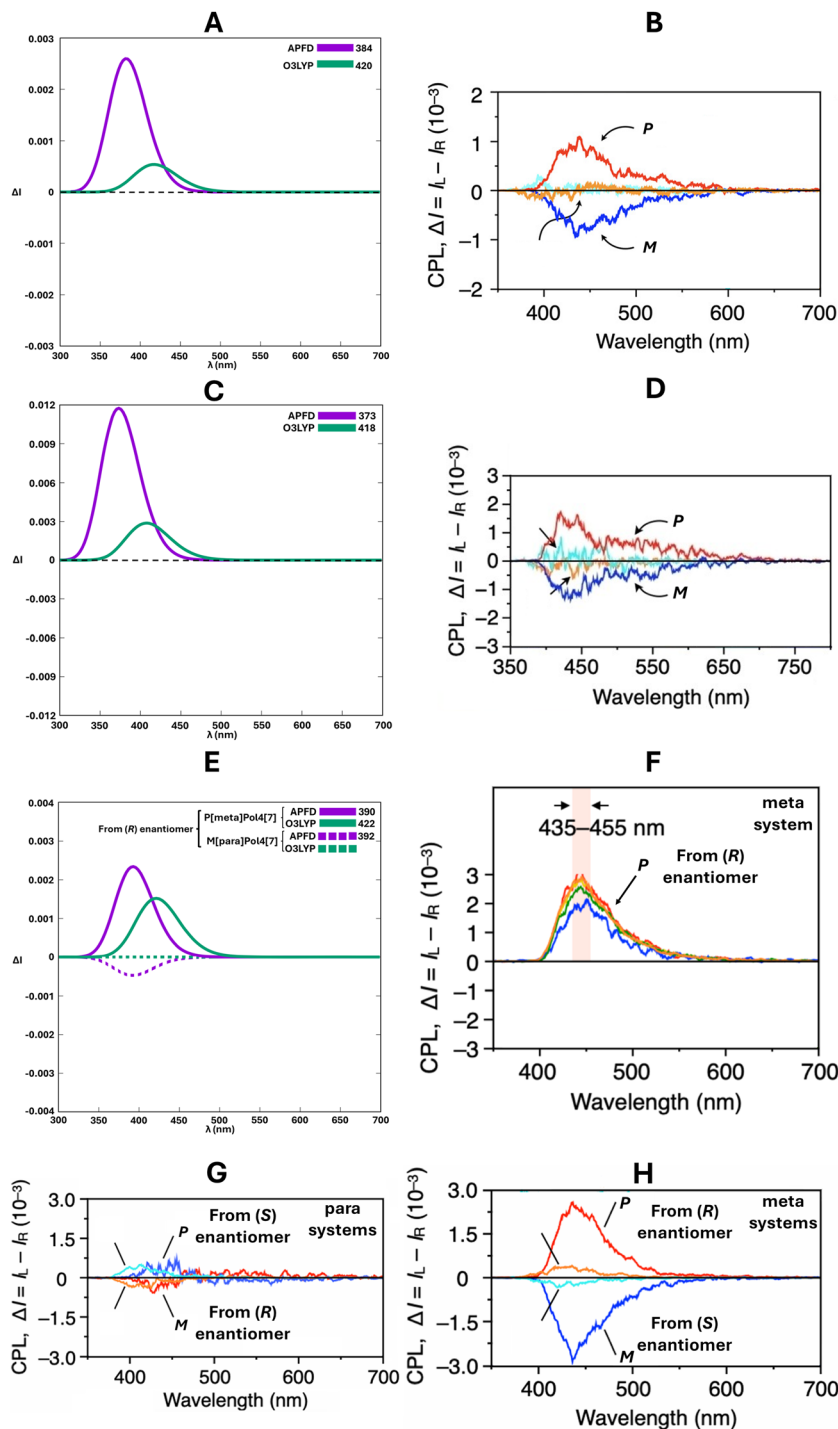 A
APFD 384
O3LYP 420
0.003
0.002
0.001
0
-0.001
-0.002
-0.003
ΔI
300 350 400 450 500 550 600 650 700
λ (nm)
B
CPL, ΔI = I_L – I_R (10⁻³)
2
1
0
–1
–2
P
M
400 500 600 700
Wavelength (nm)
C
APFD 373
O3LYP 418
0.012
0.009
0.006
0.003
0
-0.003
-0.006
-0.009
-0.012
ΔI
300 350 400 450 500 550 600 650 700
λ (nm)
D
CPL, ΔI = I_L – I_R (10⁻³)
3
2
1
0
–1
–2
–3
P
M
350 450 550 650 750
Wavelength (nm)
E
From (R) enantiomer
P[meta]Pol4[7]
APFD 390
O3LYP 422
M[para]Pol4[7]
APFD 392
O3LYP
0.004
0.003
0.002
0.001
0
-0.001
-0.002
-0.003
-0.004
ΔI
300 350 400 450 500 550 600 650 700
λ (nm)
F
meta
system
435–455 nm
From (R)
enantiomer
P
CPL, ΔI = I_L – I_R (10⁻³)
3
2
1
0
–1
–2
–3
400 500 600 700
Wavelength (nm)
G
para
systems
From (S)
enantiomer
P
From (R)
enantiomer
M
CPL, ΔI = I_L – I_R (10⁻³)
3.0
1.5
0
–1.5
–3.0
400 500 600 700
Wavelength (nm)
H
meta
systems
P
From (R)
enantiomer
From (S)
enantiomer
M
CPL, ΔI = I_L – I_R (10⁻³)
3.0
1.5
0
–1.5
–3.0
400 500 600 700
Wavelength (nm)